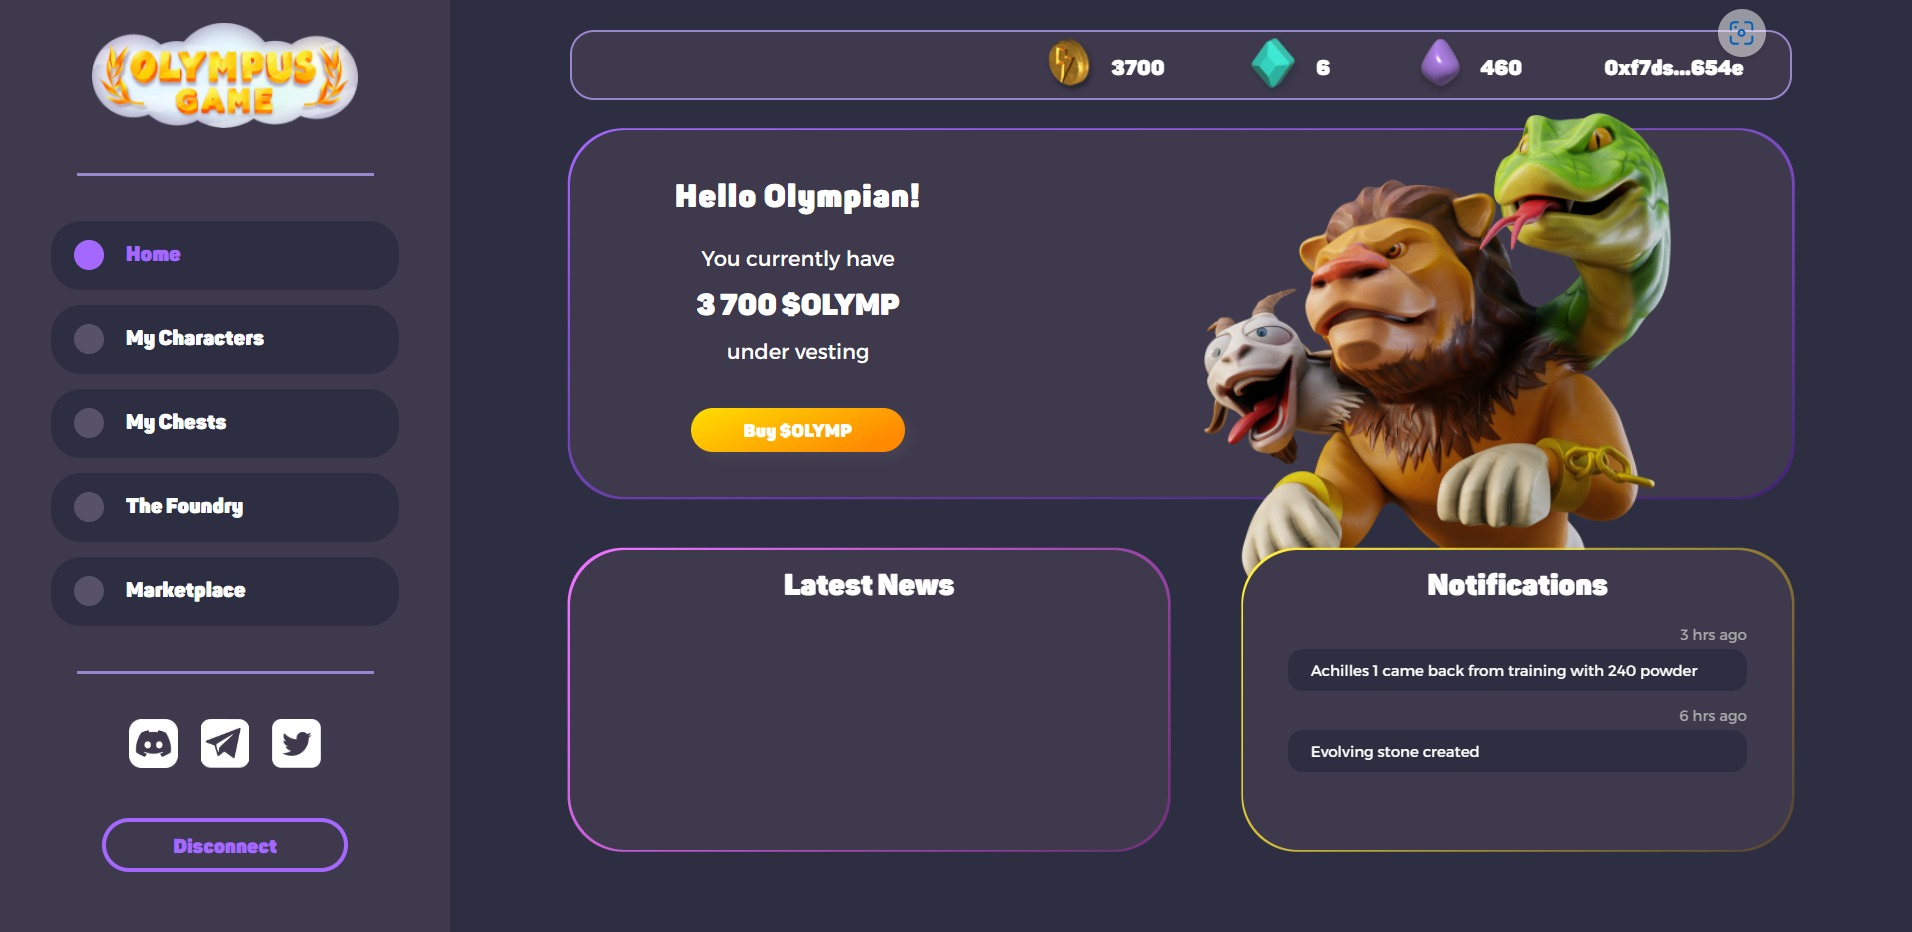 OLYMPUS
GAME
Home
My Characters
My Chests
The Foundry
Marketplace
Disconnect
3700
6
460
0xf7ds...654e
Hello Olympian!
You currently have
3 700 $OLYMP
under vesting
Buy $OLYMP
Latest News
Notifications
3 hrs ago
Achilles 1 came back from training with 240 powder
6 hrs ago
Evolving stone created